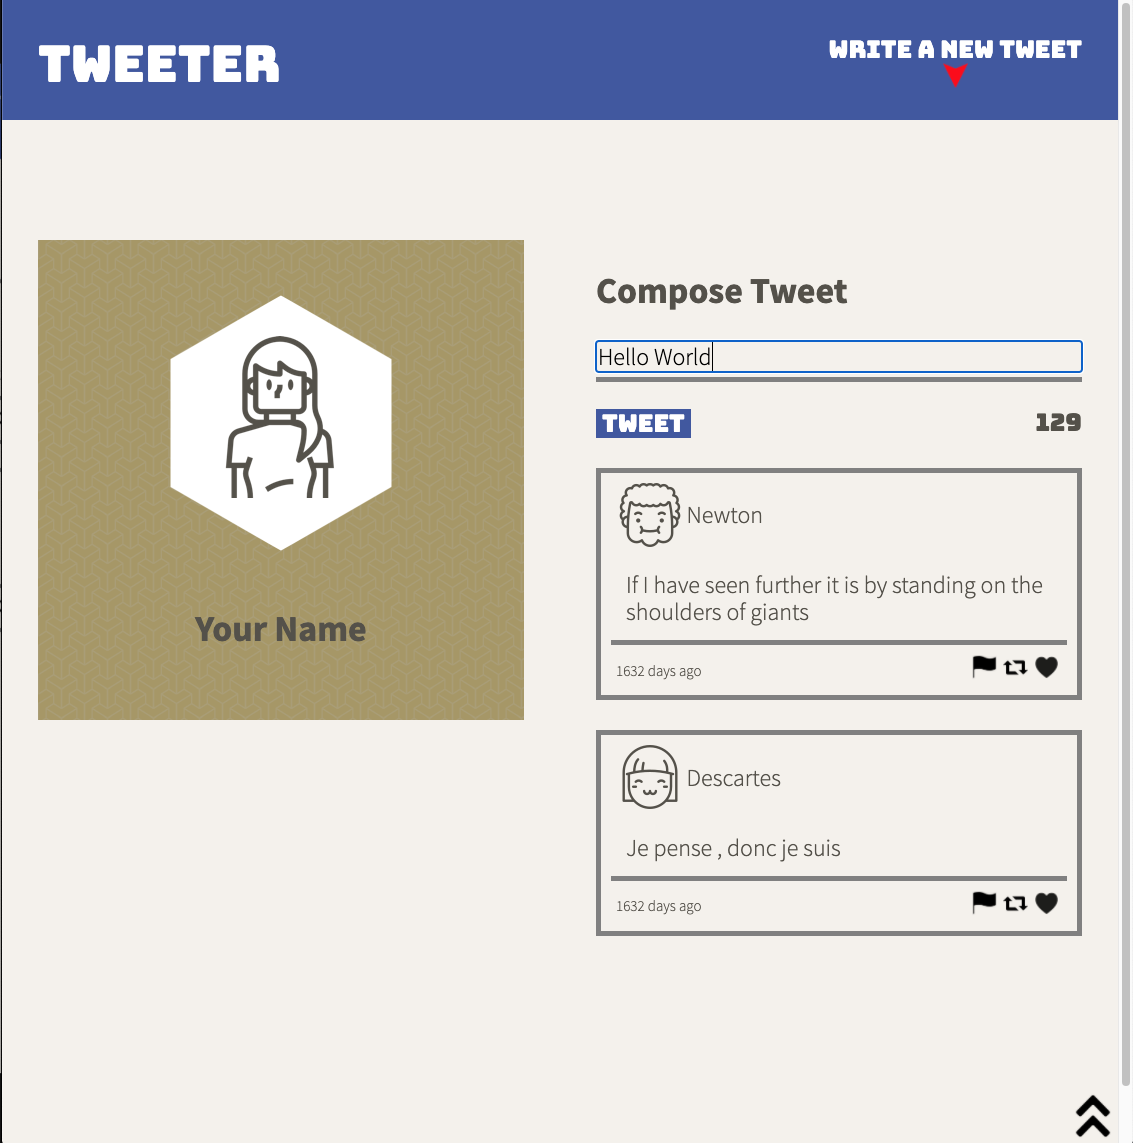 TWEETER
WRITE A NEW TWEET
Your Name
Compose Tweet
Hello World
TWEET
129
Newton
If I have seen further it is by standing on the
shoulders of giants
1632 days ago
Descartes
Je pense , donc je suis
1632 days ago